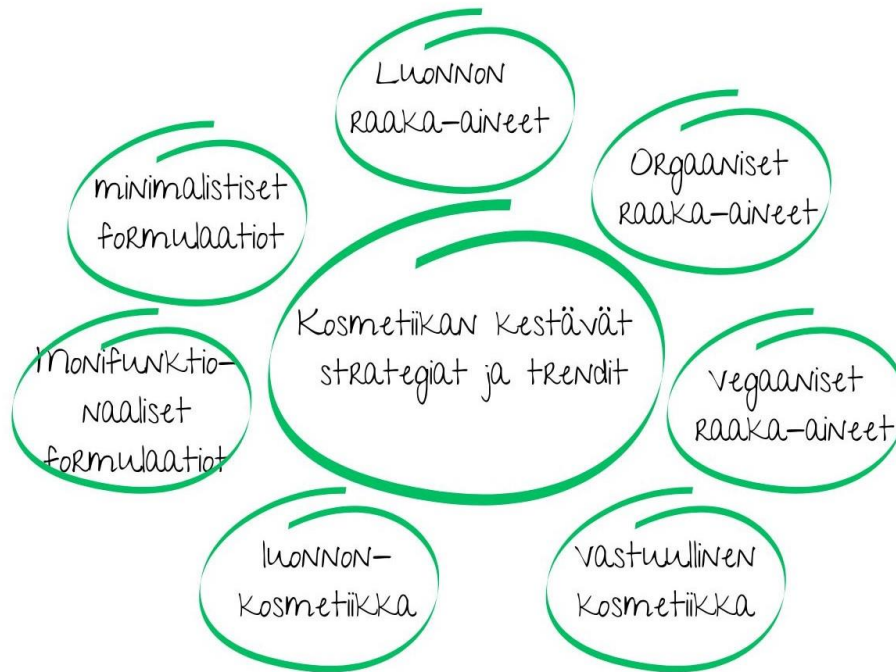 Luonnon
raaka-aineet
Orgaaniset
raaka-aineet
minimalistiset
formulaatiot
Kosmetiikan kestävät
strategiat ja trendit
Monifunktio-
naaliset
formulaatiot
vegaaniset
raaka-aineet
luonnon-
kosmetiikka
vastuullinen
kosmetiikka